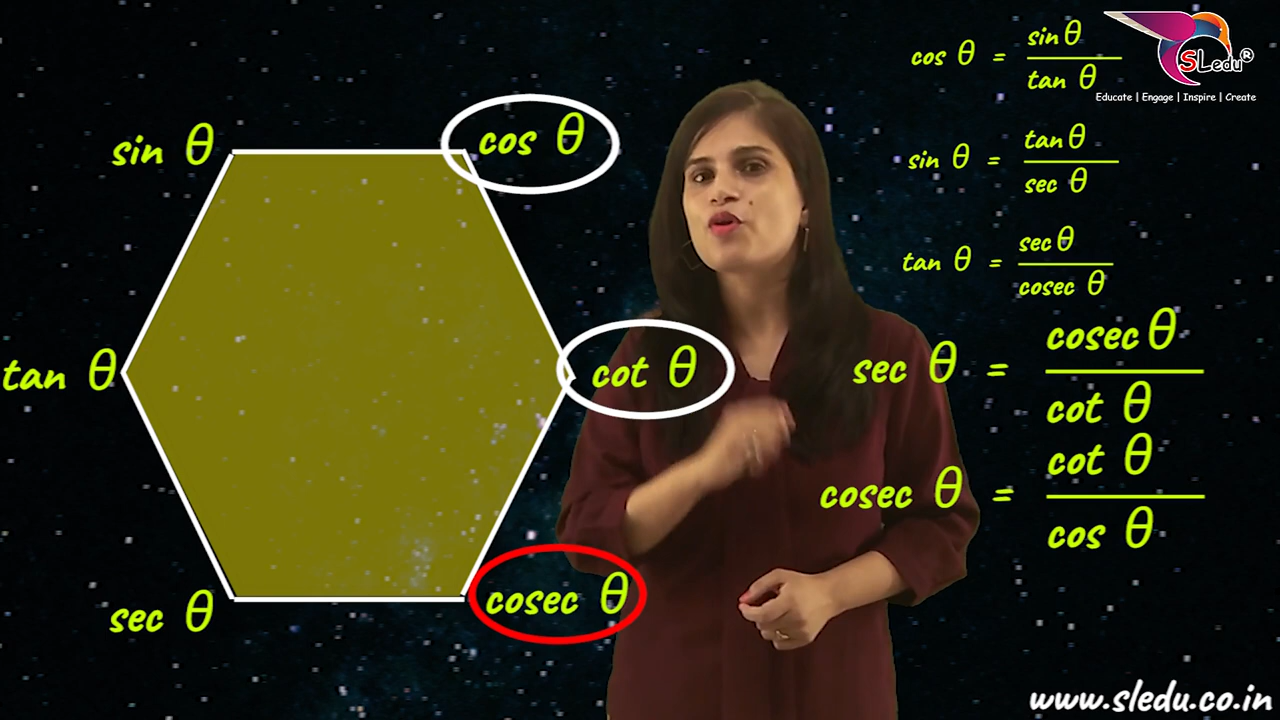 sin θ
cos θ
tan θ
cot θ
sec θ
cosec θ
cos θ = sin θ / tan θ
sin θ = tan θ / sec θ
tan θ = sec θ / cosec θ
sec θ = cosec θ / cot θ
cosec θ = cot θ / cos θ
SLedu®
Educate | Engage | Inspire | Create
www.sledu.co.in